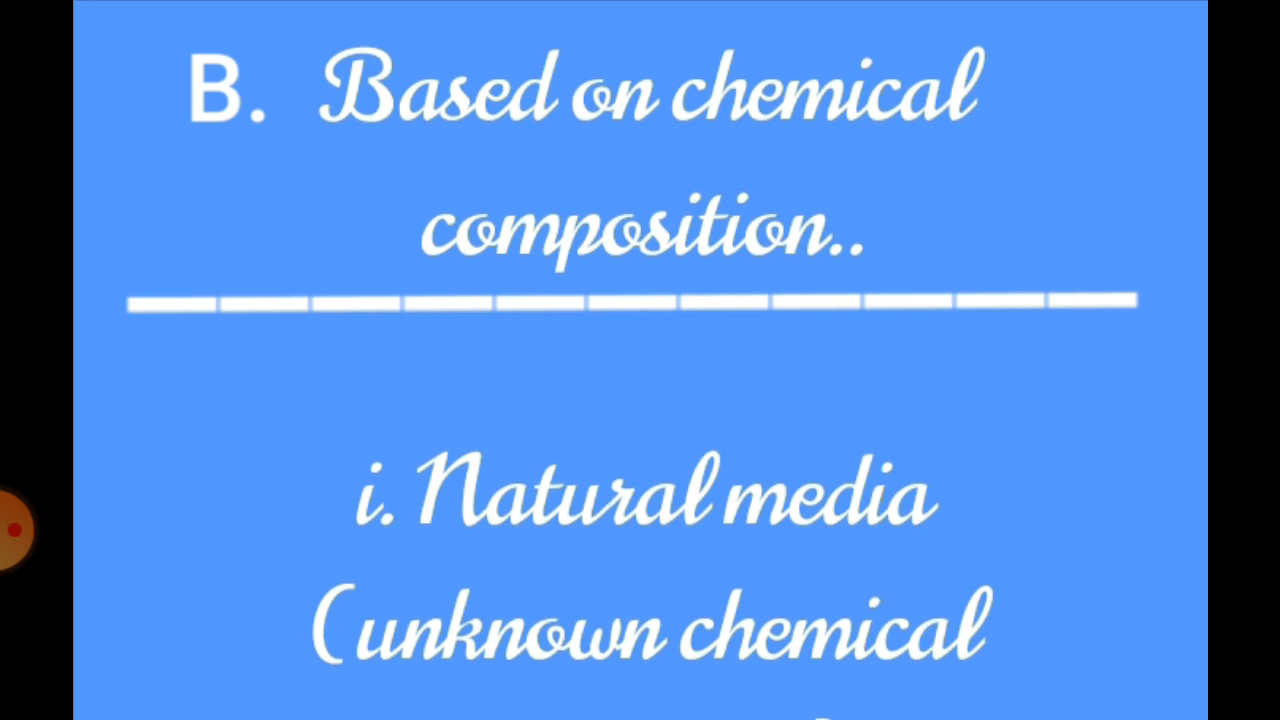 B. Based on chemical
composition..
i. Natural media
(unknown chemical